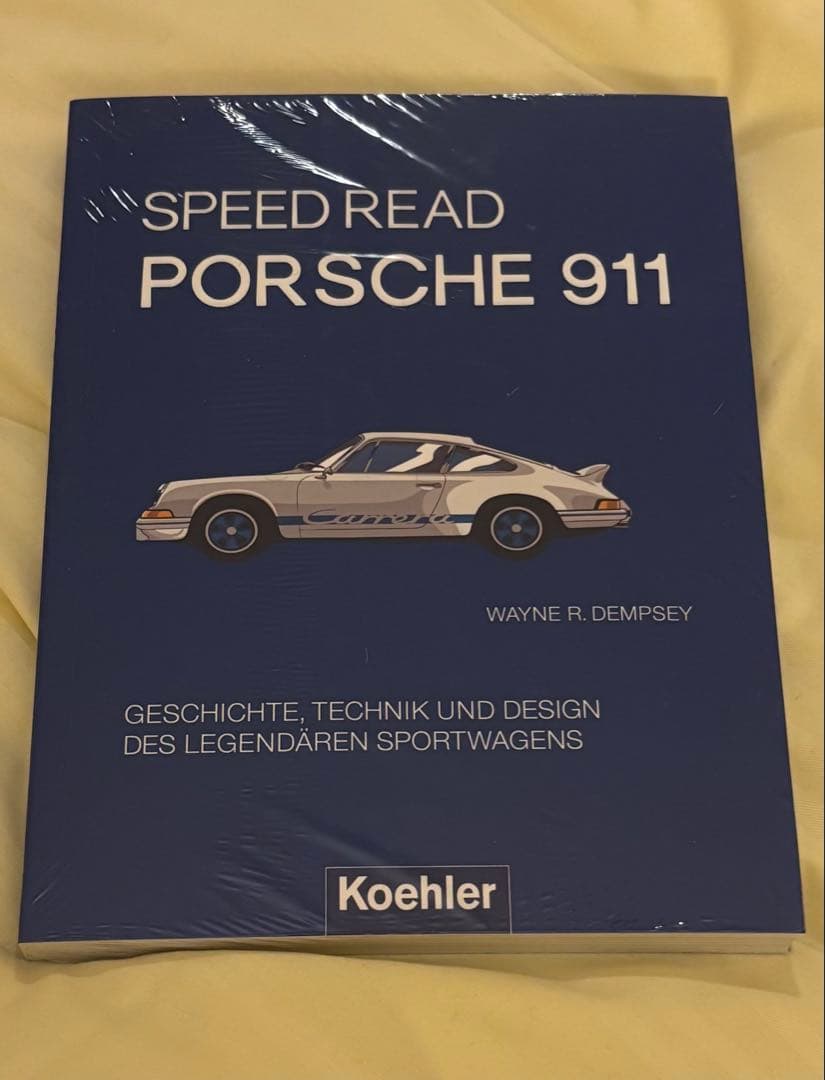 SPEED READ
PORSCHE 911
Carrera
WAYNE R. DEMPSEY
GESCHICHTE, TECHNIK UND DESIGN
DES LEGENDÄREN SPORTWAGENS
Koehler